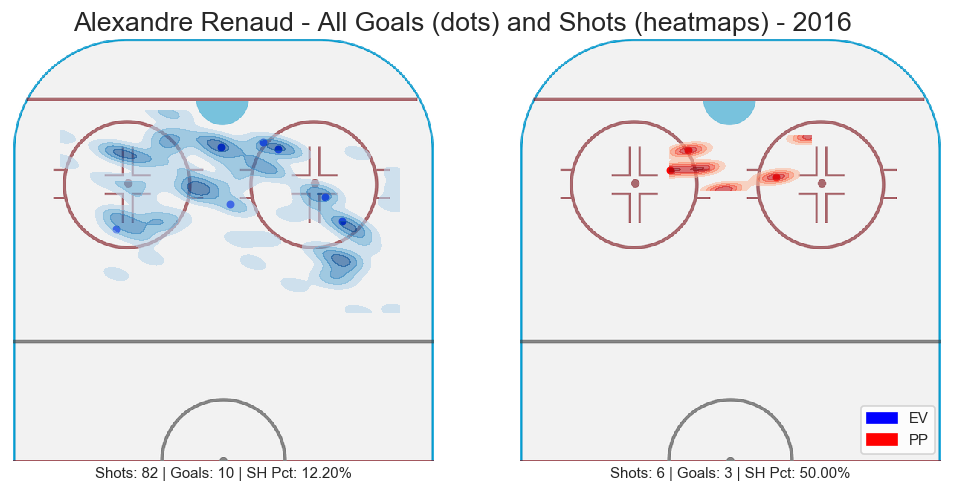 Alexandre Renaud - All Goals (dots) and Shots (heatmaps) - 2016
EV
PP
Shots: 82 | Goals: 10 | SH Pct: 12.20%
Shots: 6 | Goals: 3 | SH Pct: 50.00%